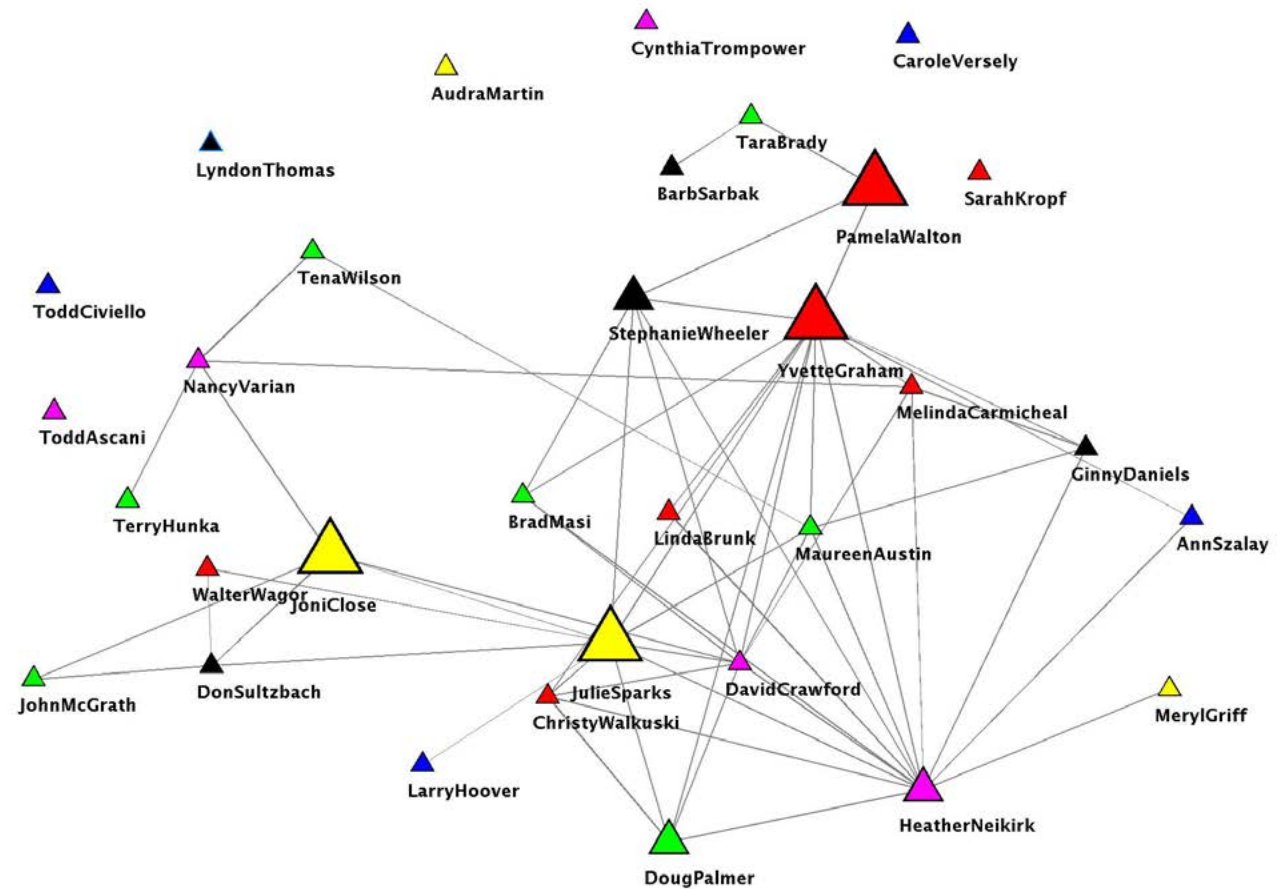 CynthiaTrompower
CaroleVersely
AudraMartin
TaraBrady
LyndonThomas
BarbSarbak
SarahKropf
PamelaWalton
TenaWilson
ToddCiviello
StephanieWheeler
YvetteGraham
NancyVarian
MelindaCarmicheal
ToddAscani
GinnyDaniels
TerryHunka
BradMasi
LindaBrunk
AnnSzalay
MaureenAustin
WalterWagor
JoniClose
DonSultzbach
JulieSparks
DavidCrawford
JohnMcGrath
MerylGriff
ChristyWalkuski
LarryHoover
HeatherNeikirk
DougPalmer